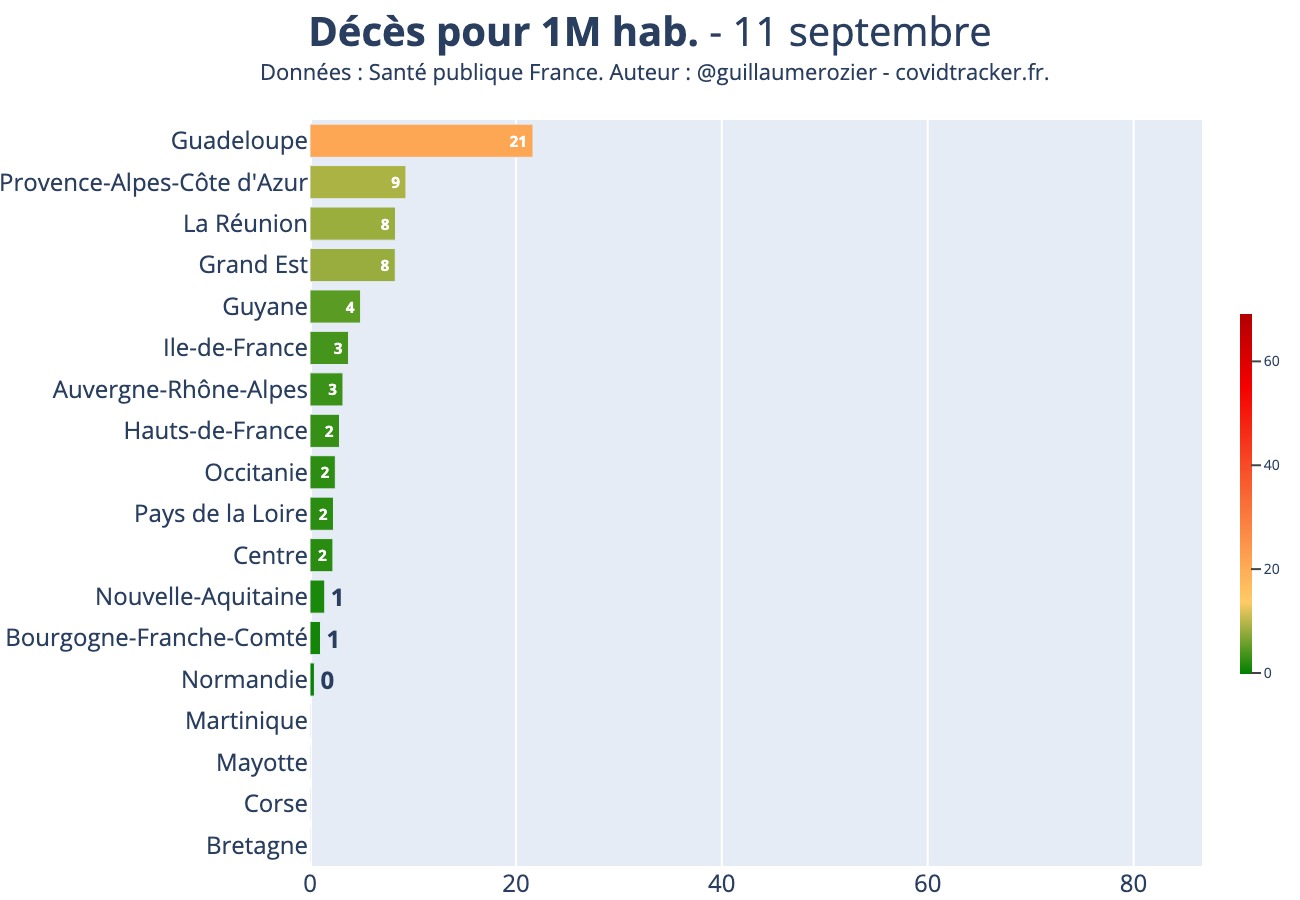 Décès pour 1M hab. - 11 septembre
Données : Santé publique France. Auteur : @guillaumerozier - covidtracker.fr.
Guadeloupe 21
Provence-Alpes-Côte d'Azur 9
La Réunion 8
Grand Est 8
Guyane 4
Ile-de-France 3
Auvergne-Rhône-Alpes 3
Hauts-de-France 2
Occitanie 2
Pays de la Loire 2
Centre 2
Nouvelle-Aquitaine 1
Bourgogne-Franche-Comté 1
Normandie 0
Martinique
Mayotte
Corse
Bretagne
0 20 40 60 80
60
40
20
0